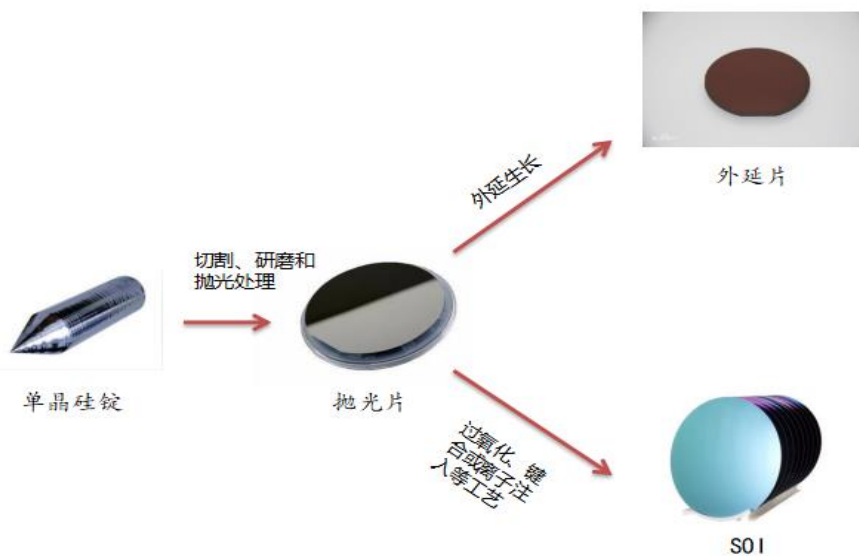 外延生长
外延片
切割、研磨和
抛光处理
单晶硅锭
抛光片
过氧化、键
合或离子注
入等工艺
SOI